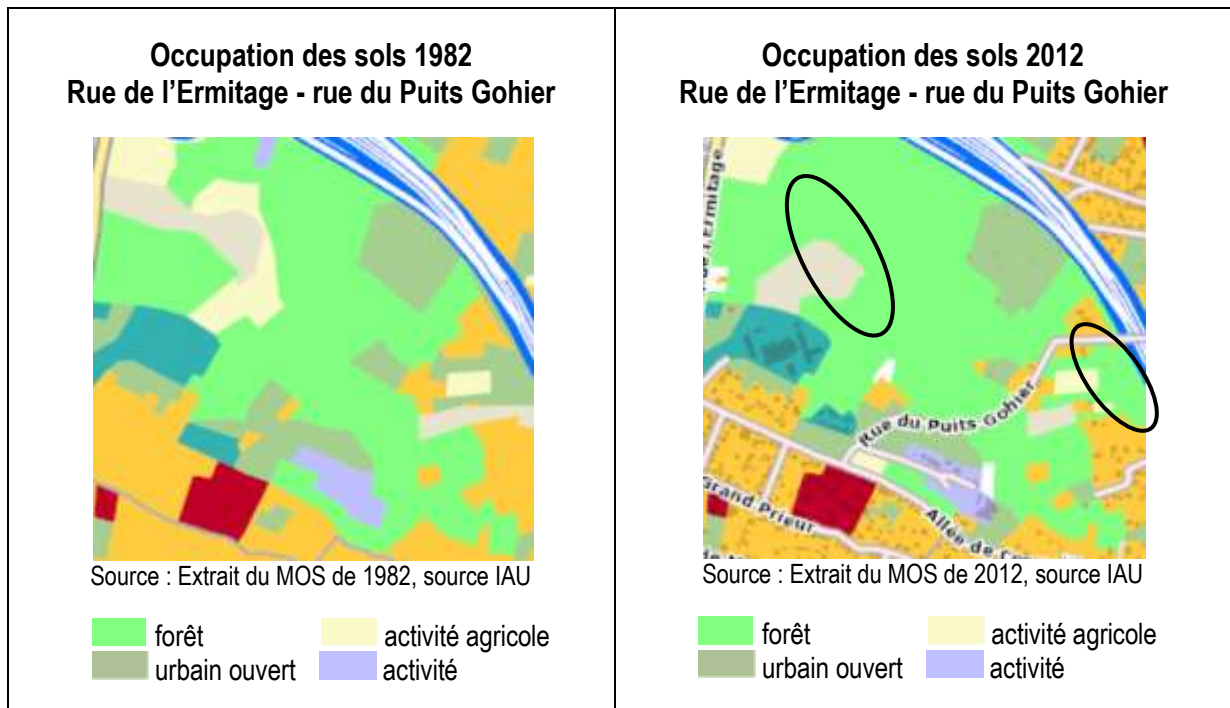 Occupation des sols 1982
Rue de l'Ermitage - rue du Puits Gohier
Source : Extrait du MOS de 1982, source IAU
forêt
activité agricole
urbain ouvert
activité
Occupation des sols 2012
Rue de l'Ermitage - rue du Puits Gohier
l'Ermitage
Rue du Puits Gohier
Grand Prieur
Allée de
Source : Extrait du MOS de 2012, source IAU
forêt
activité agricole
urbain ouvert
activité